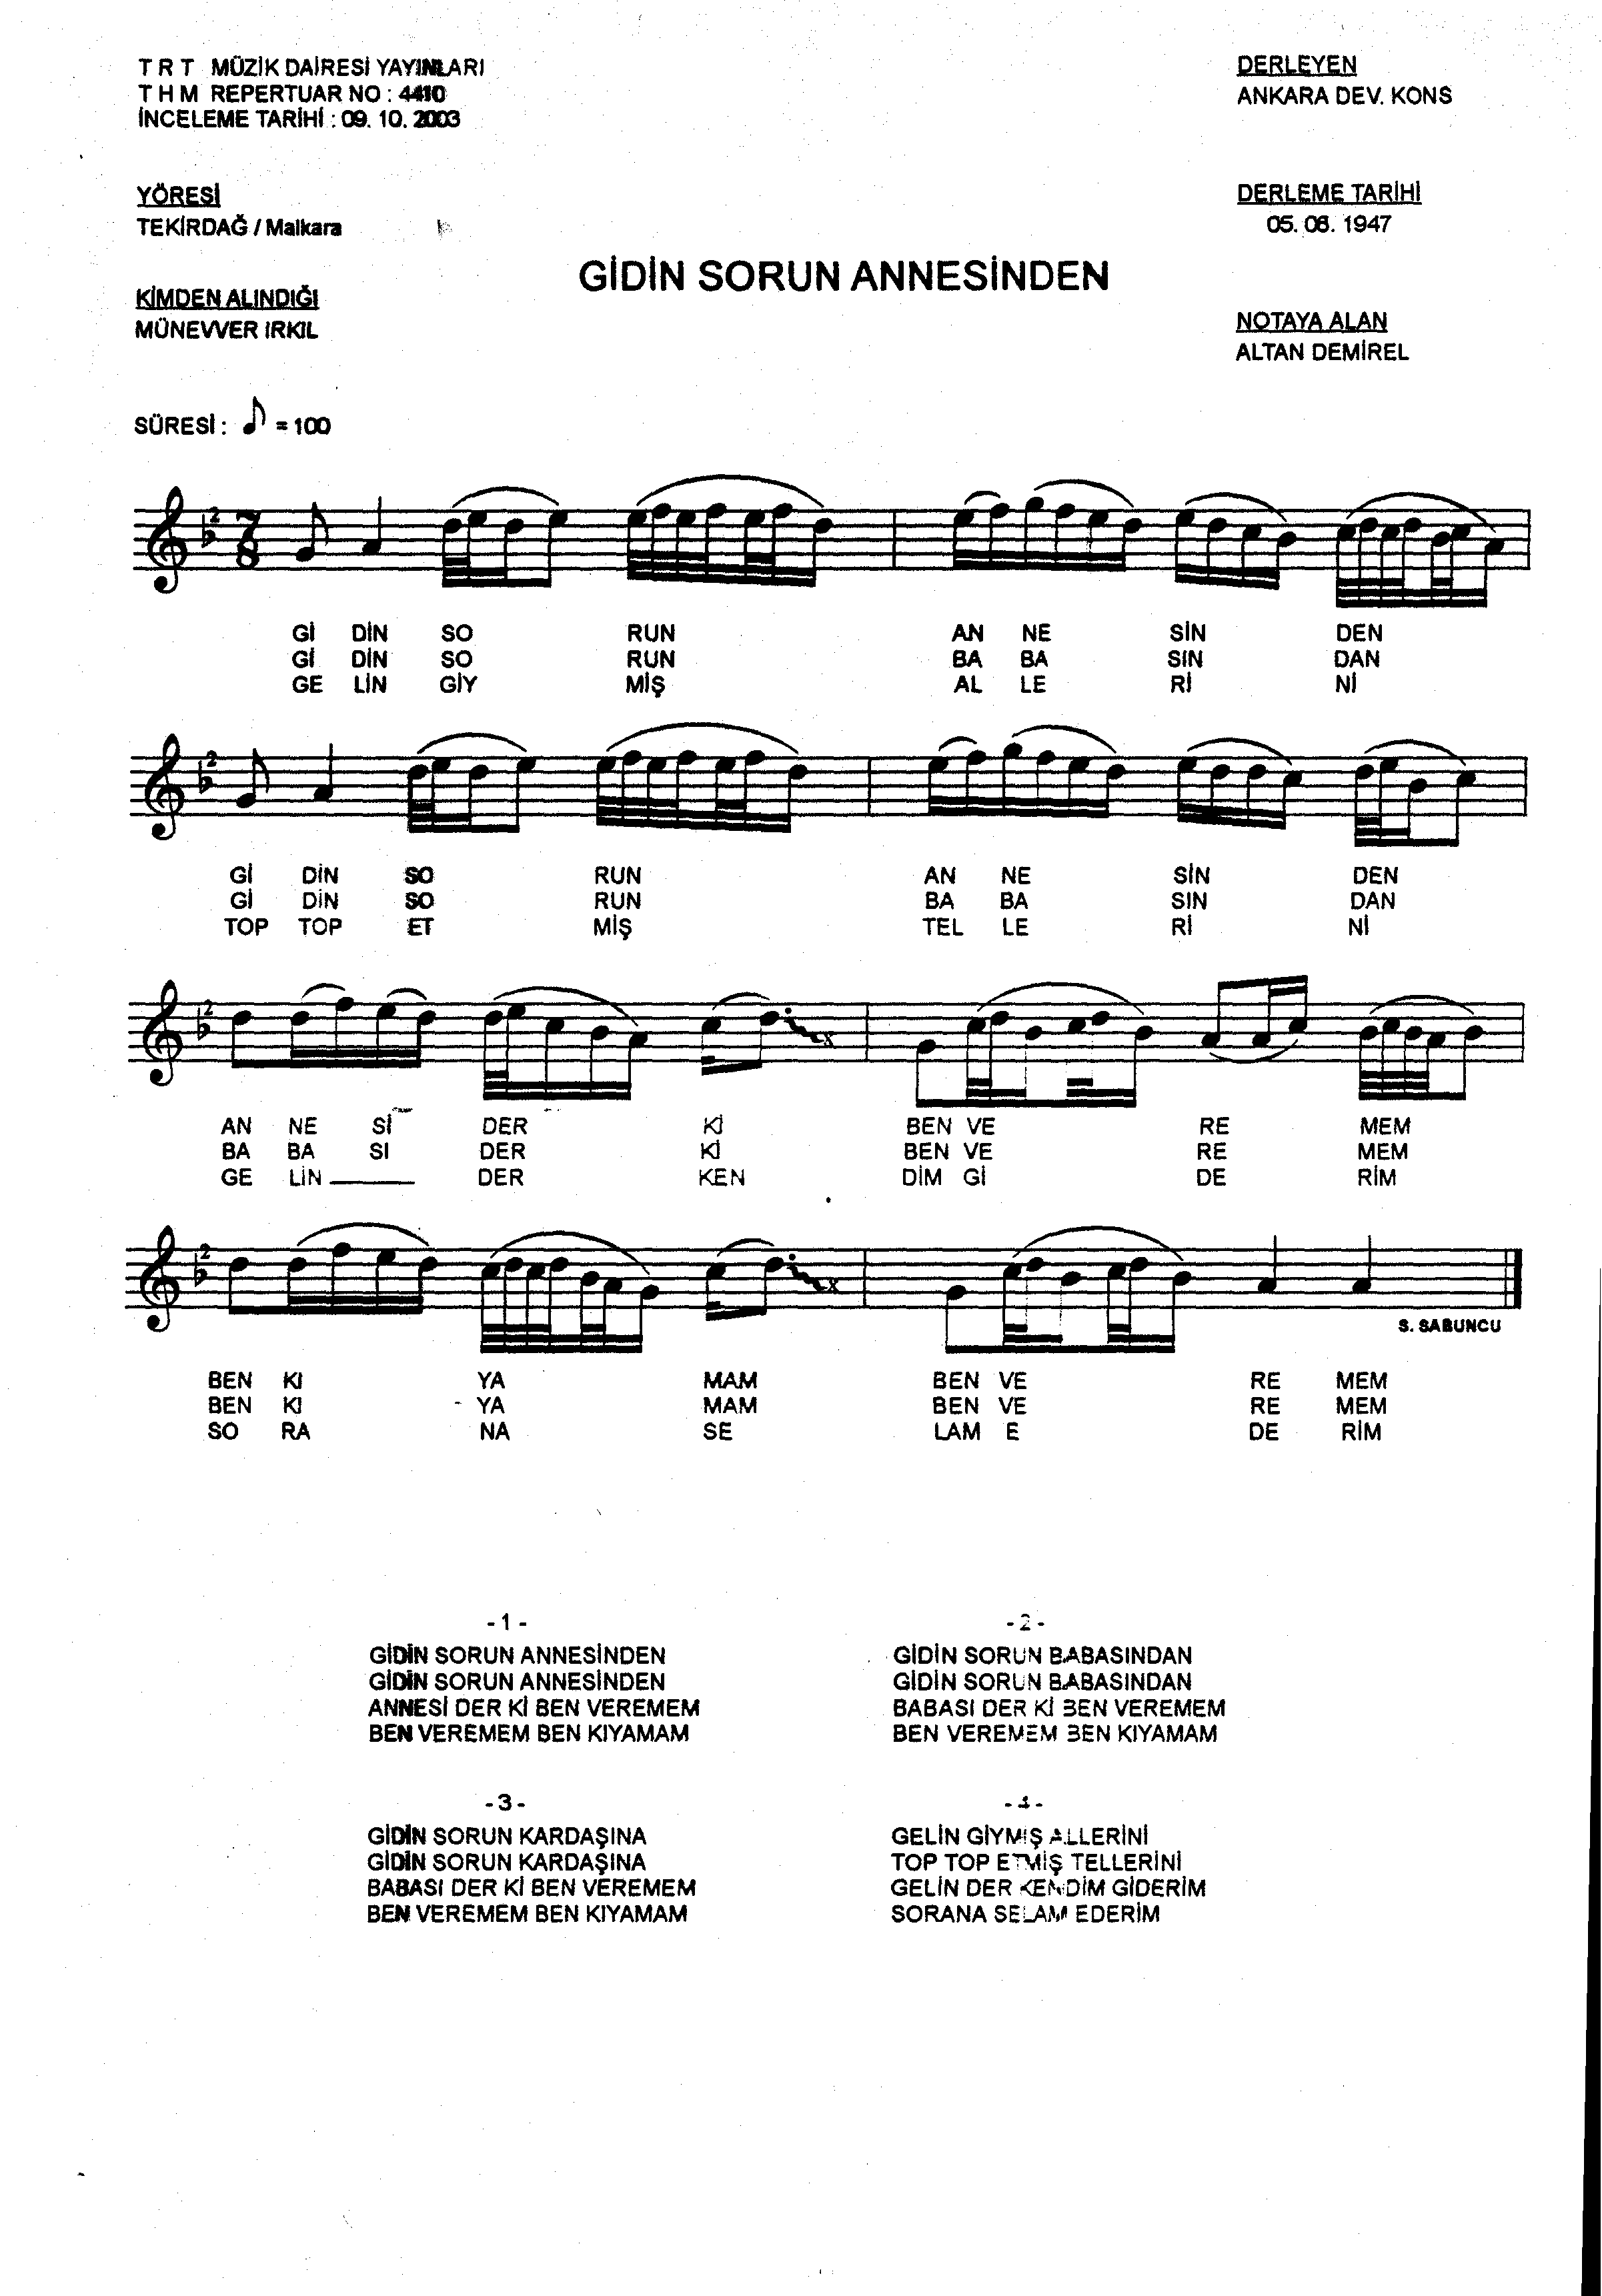 T R T MÜZİK DAİRESİ YAYINLARI
T H M REPERTUAR NO : 4410
İNCELEME TARİHİ : 09. 10. 2003
DERLEYEN
ANKARA DEV. KONS
YÖRESİ
TEKİRDAĞ / Malkara
DERLEME TARİHİ
05. 06. 1947
GİDİN SORUN ANNESİNDEN
KİMDEN ALINDIĞI
MÜNEVVER IRKIL
NOTAYA ALAN
ALTAN DEMİREL
SÜRESİ : ♪ = 100
2 7 8
Gİ DİN SO RUN AN NE SİN DEN
Gİ DİN SO RUN BA BA SIN DAN
GE LİN GİY MİŞ AL LE Rİ Nİ
2
Gİ DİN SO RUN AN NE SİN DEN
Gİ DİN SO RUN BA BA SIN DAN
TOP TOP ET MİŞ TEL LE Rİ Nİ
2
AN NE Sİ DER Kİ BEN VE RE MEM
BA BA SI DER Kİ BEN VE RE MEM
GE LİN DER KEN DİM Gİ DE RİM
2
S. SABUNCU
BEN KI YA MAM BEN VE RE MEM
BEN KI YA MAM BEN VE RE MEM
SO RA NA SE LAM E DE RİM
- 1 -
GİDİN SORUN ANNESİNDEN
GİDİN SORUN ANNESİNDEN
ANNESİ DER Kİ BEN VEREMEM
BEN VEREMEM BEN KIYAMAM
- 2 -
GİDİN SORUN BABASINDAN
GİDİN SORUN BABASINDAN
BABASI DER Kİ BEN VEREMEM
BEN VEREMEM BEN KIYAMAM
- 3 -
GİDİN SORUN KARDAŞINA
GİDİN SORUN KARDAŞINA
BABASI DER Kİ BEN VEREMEM
BEN VEREMEM BEN KIYAMAM
- 4 -
GELİN GİYMİŞ ALLERİNİ
TOP TOP ETMİŞ TELLERİNİ
GELİN DER KENDİM GİDERİM
SORANA SELAM EDERİM